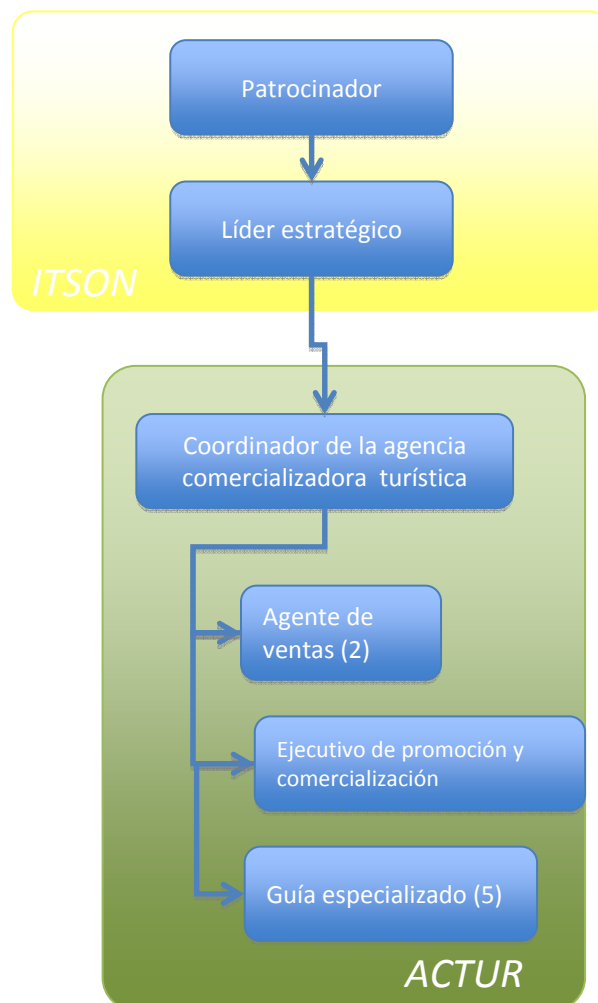 Patrocinador
Líder estratégico
ITSON
Coordinador de la agencia
comercializadora turística
Agente de
ventas (2)
Ejecutivo de promoción y
comercialización
Guía especializado (5)
ACTUR